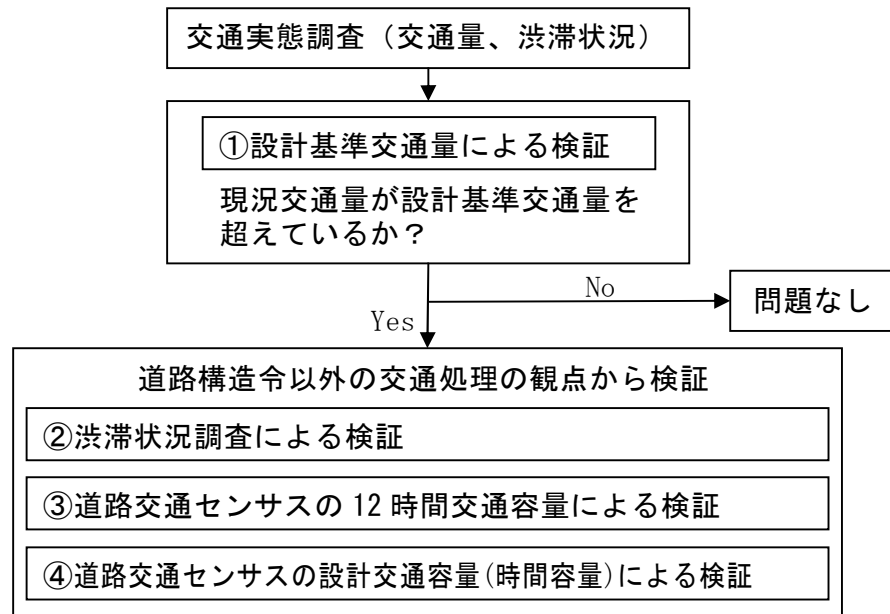 交通実態調査（交通量、渋滞状況）
①設計基準交通量による検証
現況交通量が設計基準交通量を
超えているか？
No
問題なし
Yes
道路構造令以外の交通処理の観点から検証
②渋滞状況調査による検証
③道路交通センサスの 12 時間交通容量による検証
④道路交通センサスの設計交通容量(時間容量)による検証